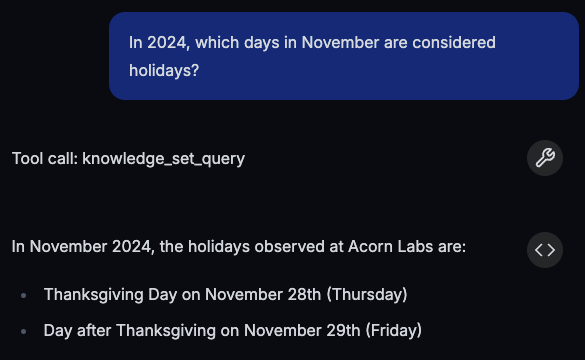 In 2024, which days in November are considered
holidays?
Tool call: knowledge_set_query
In November 2024, the holidays observed at Acorn Labs are:
Thanksgiving Day on November 28th (Thursday)
Day after Thanksgiving on November 29th (Friday)